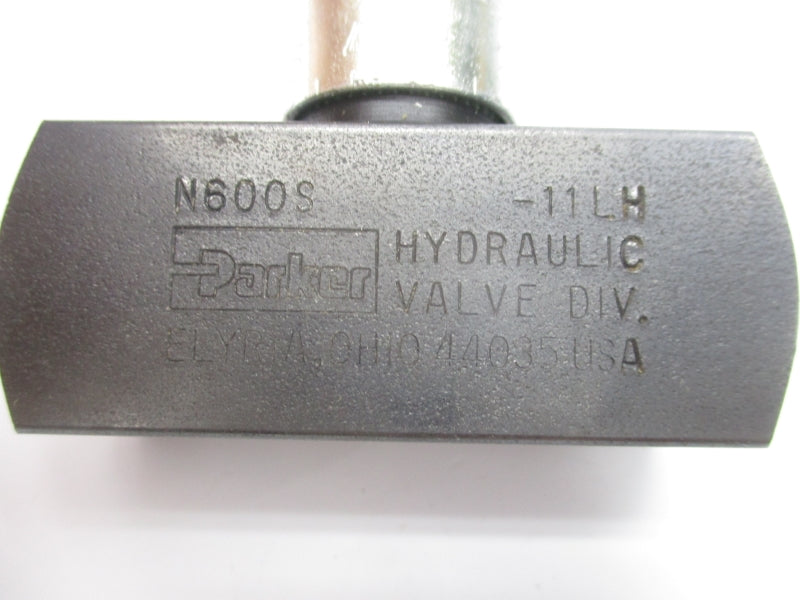 N600S -11LH
Parker HYDRAULIC
VALVE DIV.
ELYRIA, OHIO 44035 USA